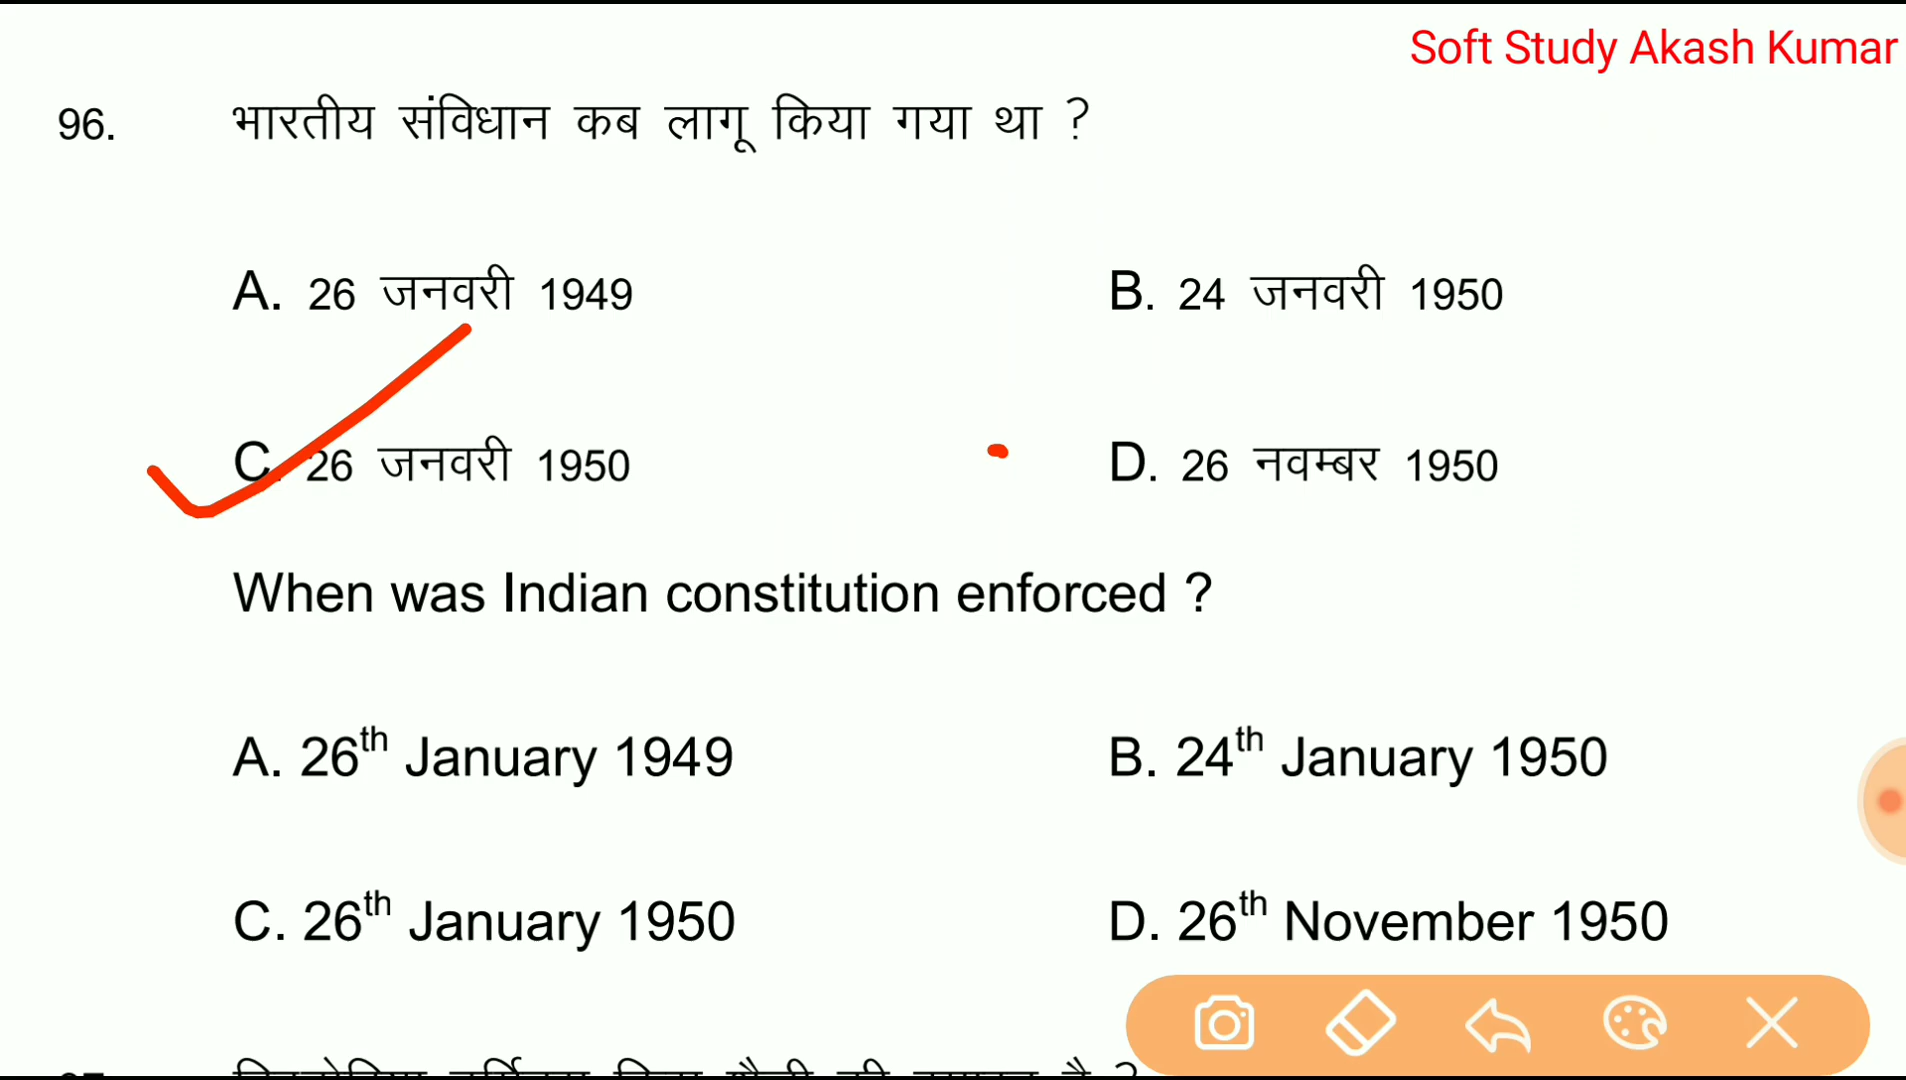 Soft Study Akash Kumar
96. भारतीय संविधान कब लागू किया गया था ?
A. 26 जनवरी 1949 B. 24 जनवरी 1950
C. 26 जनवरी 1950 D. 26 नवम्बर 1950
When was Indian constitution enforced ?
A. 26th January 1949 B. 24th January 1950
C. 26th January 1950 D. 26th November 1950